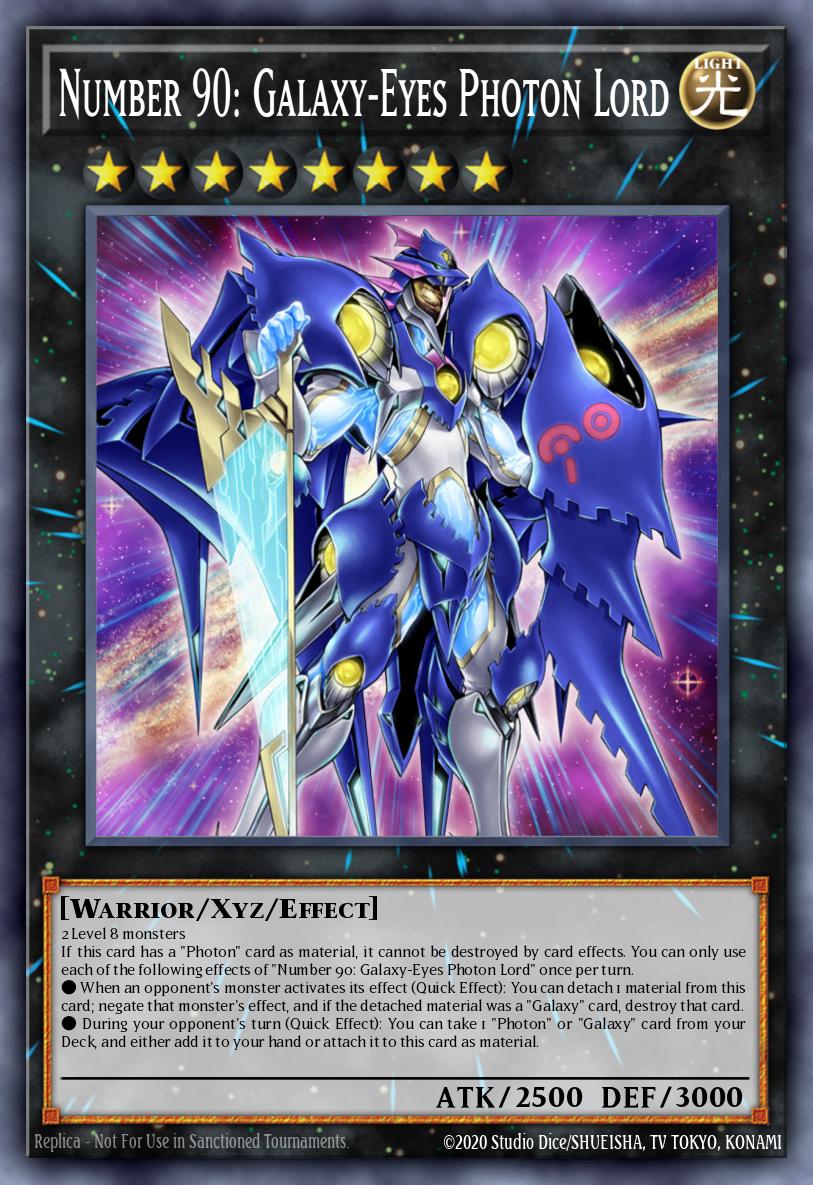 Number 90: Galaxy-Eyes Photon Lord
LIGHT
光
[Warrior/Xyz/Effect]
2 Level 8 monsters
If this card has a "Photon" card as material, it cannot be destroyed by card effects. You can only use
each of the following effects of "Number 90: Galaxy-Eyes Photon Lord" once per turn.
● When an opponent's monster activates its effect (Quick Effect): You can detach 1 material from this
card; negate that monster's effect, and if the detached material was a "Galaxy" card, destroy that card.
● During your opponent's turn (Quick Effect): You can take 1 "Photon" or "Galaxy" card from your
Deck, and either add it to your hand or attach it to this card as material.
ATK/2500 DEF/3000
Replica - Not For Use in Sanctioned Tournaments.
©2020 Studio Dice/SHUEISHA, TV TOKYO, KONAMI